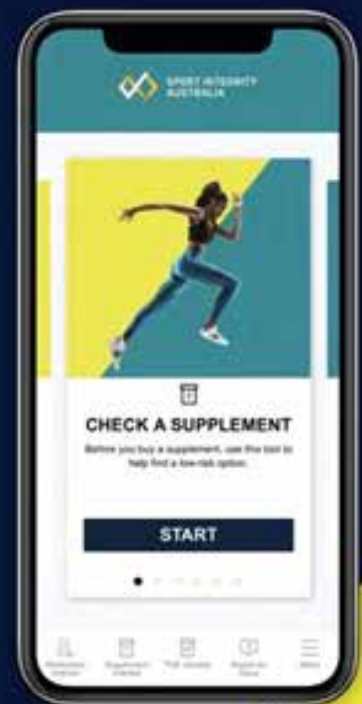 SPORT INTEGRITY
AUSTRALIA
CHECK A SUPPLEMENT
Before you buy a supplement, use this tool to
help find a low-risk option.
START